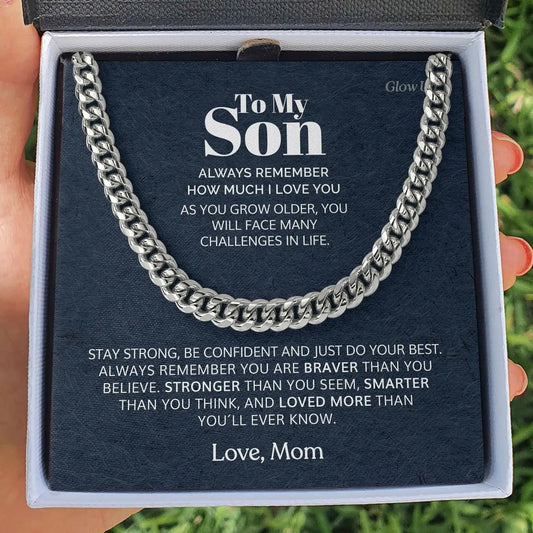 Glow
To My
Son
ALWAYS REMEMBER
HOW MUCH I LOVE YOU
AS YOU GROW OLDER, YOU
WILL FACE MANY
CHALLENGES IN LIFE.
STAY STRONG, BE CONFIDENT AND JUST DO YOUR BEST.
ALWAYS REMEMBER YOU ARE BRAVER THAN YOU
BELIEVE. STRONGER THAN YOU SEEM, SMARTER
THAN YOU THINK, AND LOVED MORE THAN
YOU´LL EVER KNOW.
Love, Mom